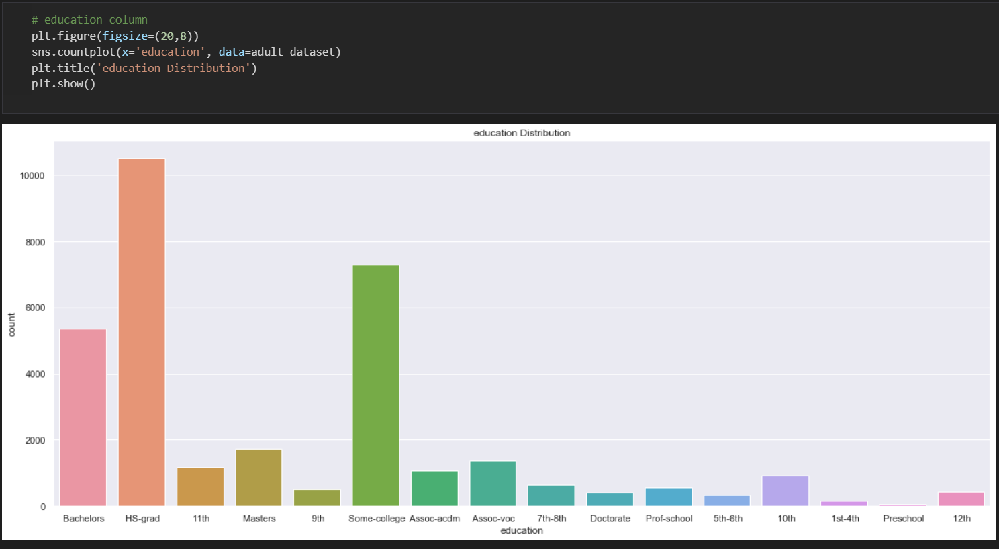 # education column
plt.figure(figsize=(20,8))
sns.countplot(x='education', data=adult_dataset)
plt.title('education Distribution')
plt.show()
education Distribution
10000
8000
6000
4000
2000
0
count
Bachelors HS-grad 11th Masters 9th Some-college Assoc-acdm Assoc-voc 7th-8th Doctorate Prof-school 5th-6th 10th 1st-4th Preschool 12th
education